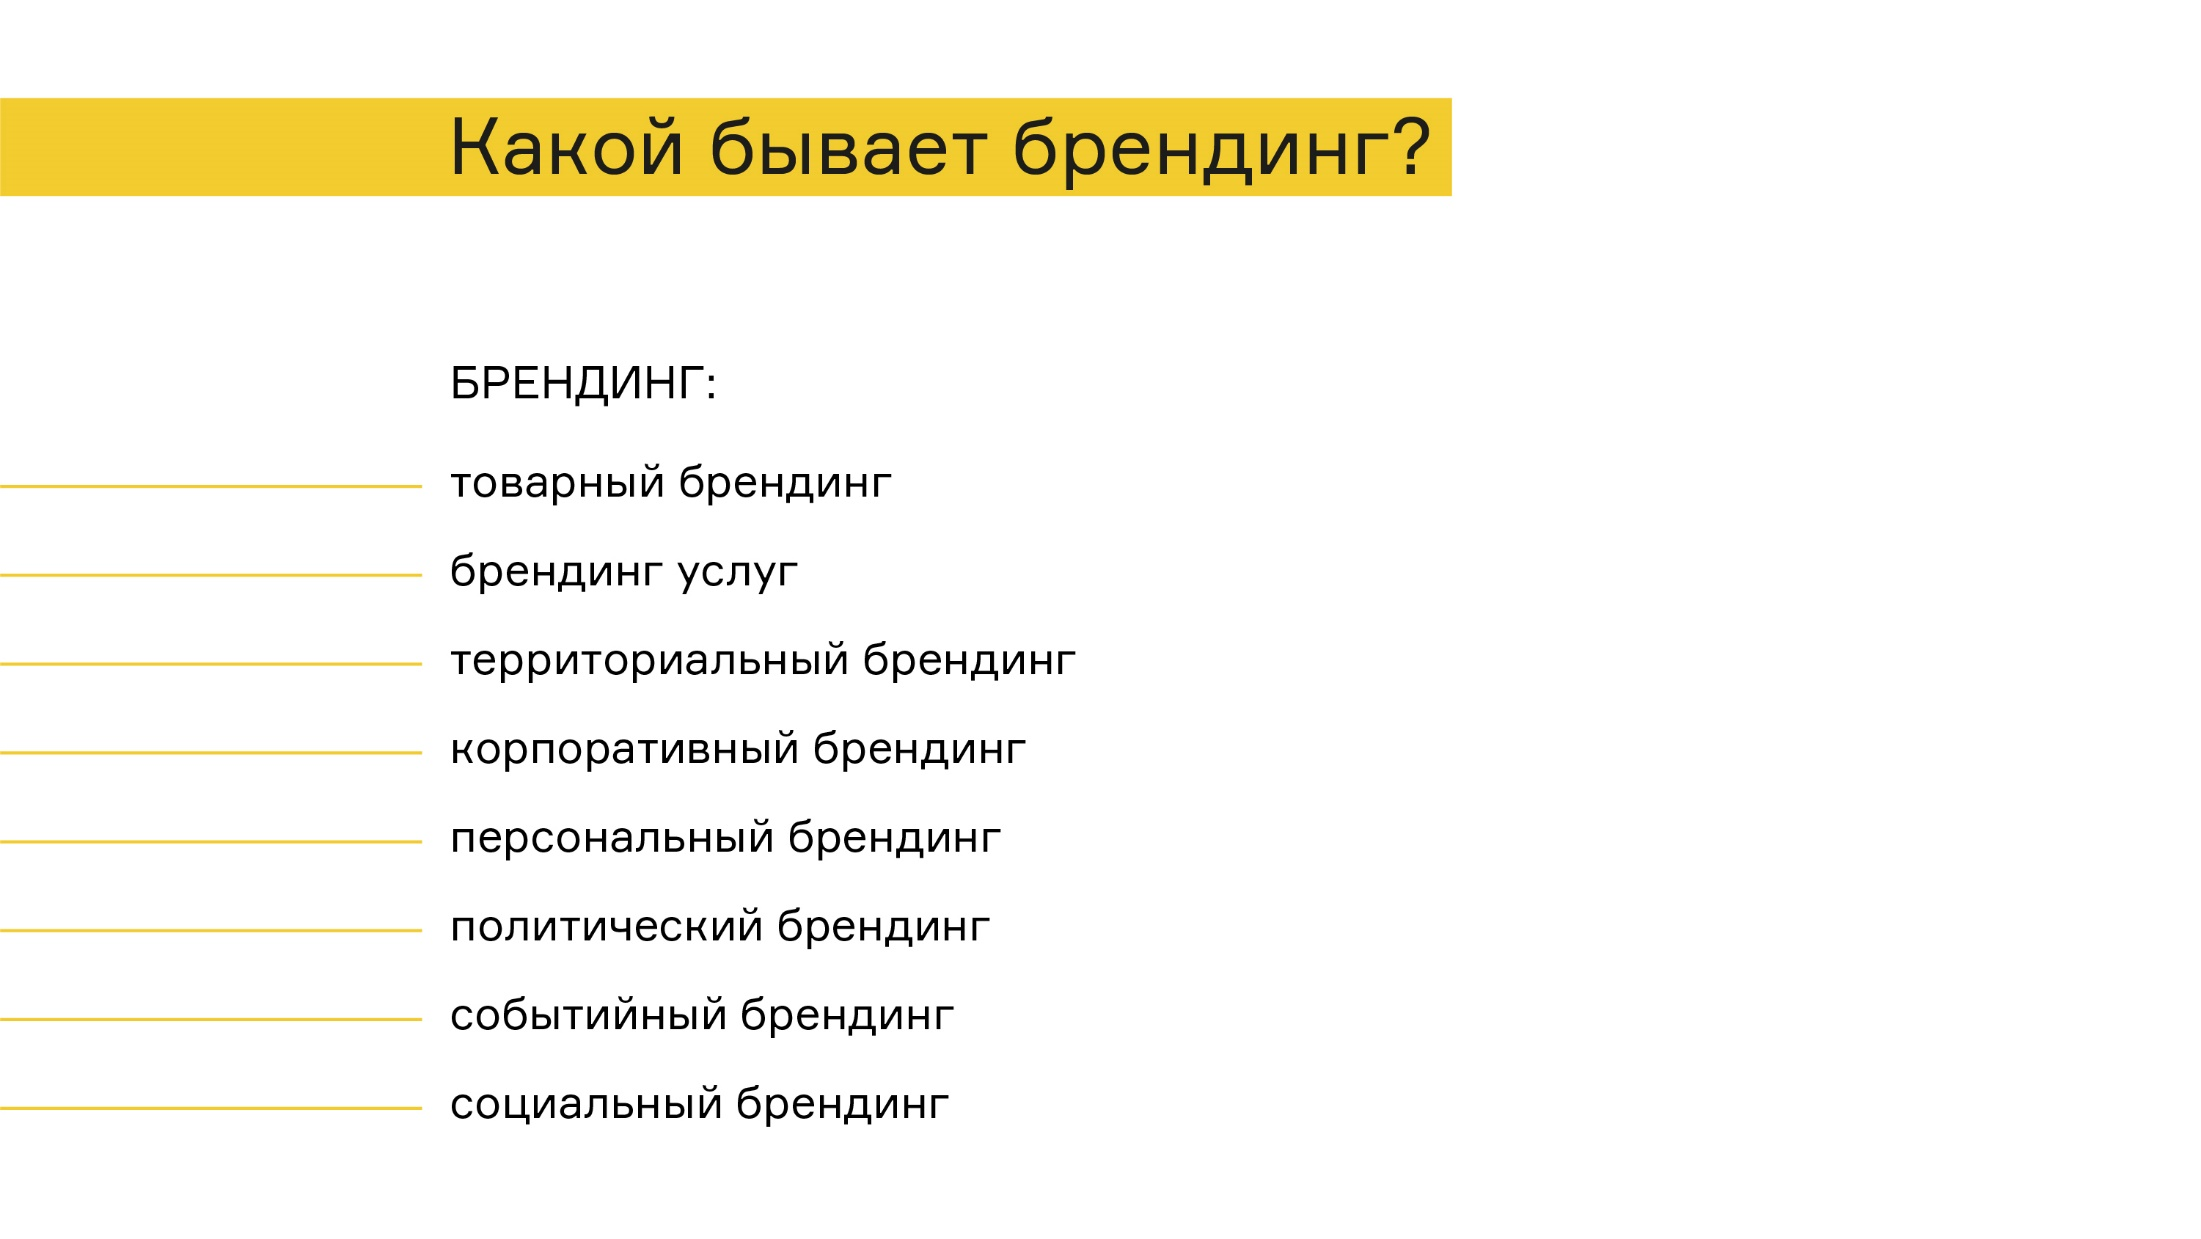 Какой бывает брендинг?
БРЕНДИНГ:
товарный брендинг
брендинг услуг
территориальный брендинг
корпоративный брендинг
персональный брендинг
политический брендинг
событийный брендинг
социальный брендинг